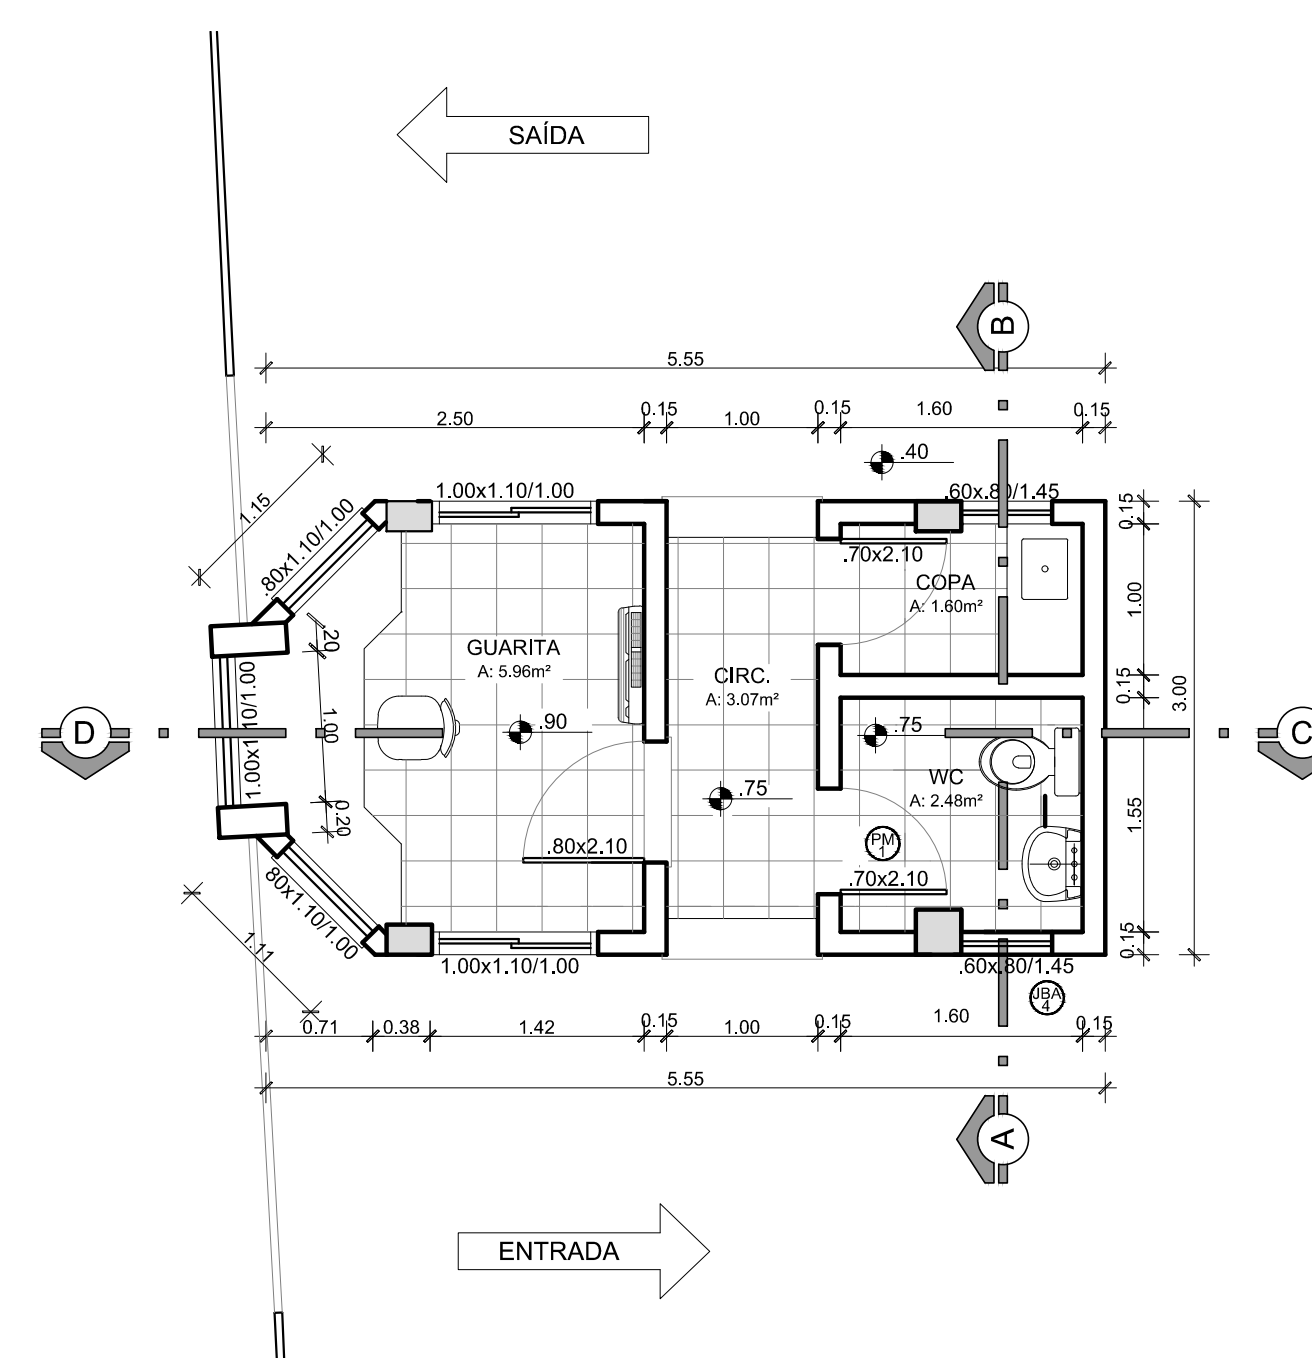 SAÍDA
B
5.55
2.50
0.15
1.00
0.15
1.60
0.15
.40
1.15
.80x1.10/1.00
1.00x1.10/1.00
.60x.80/1.45
0.15
.70x2.10
COPA
A: 1.60m²
1.00
.20
GUARITA
A: 5.96m²
CIRC.
A: 3.07m²
0.15
3.00
1.00x1.10/1.00
1.00
.90
.75
D
C
.75
WC
A: 2.48m²
1.55
0.20
PM
1
.80x2.10
.70x2.10
80x1.10/1.00
1.11
1.00x1.10/1.00
.60x.80/1.45
0.15
JBA
4
0.71
0.38
1.42
0.15
1.00
0.15
1.60
0.15
5.55
A
ENTRADA